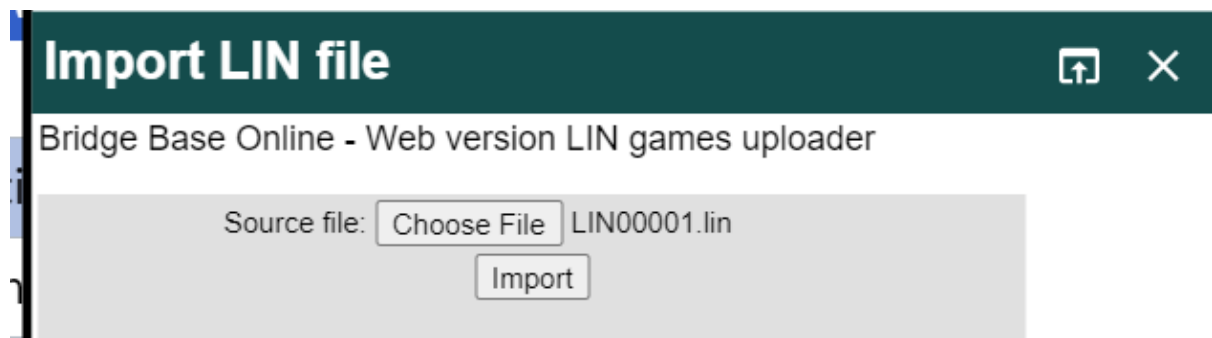 Import LIN file
Bridge Base Online - Web version LIN games uploader
Source file: Choose File LIN00001.lin
Import